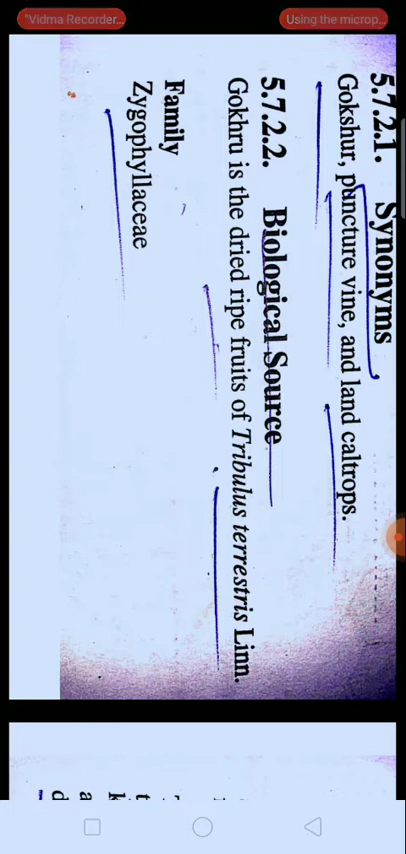 "Vidma Recorder...
Using the microp...
5.7.2.1. Synonyms
Gokshur, puncture vine, and land caltrops.
5.7.2.2. Biological Source
Gokhru is the dried ripe fruits of Tribulus terrestris Linn.
Family
Zygophyllaceae